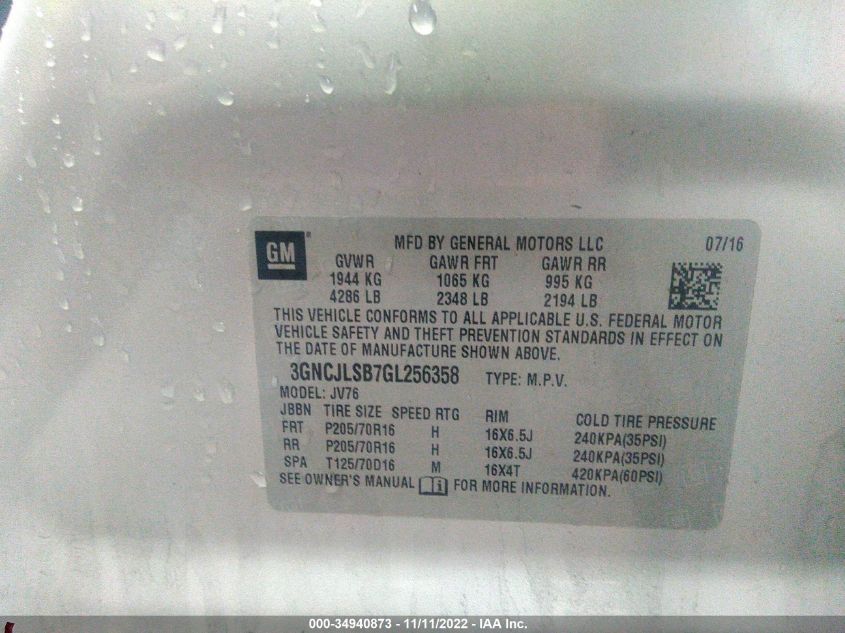 GM ®
MFD BY GENERAL MOTORS LLC 07/16
GVWR GAWR FRT GAWR RR
1944 KG 1065 KG 995 KG
4286 LB 2348 LB 2194 LB
THIS VEHICLE CONFORMS TO ALL APPLICABLE U.S. FEDERAL MOTOR
VEHICLE SAFETY AND THEFT PREVENTION STANDARDS IN EFFECT ON
THE DATE OF MANUFACTURE SHOWN ABOVE.
3GNCJLSB7GL256358 TYPE: M.P.V.
MODEL: JV76
JBBN TIRE SIZE SPEED RTG RIM COLD TIRE PRESSURE
FRT P205/70R16 H 16X6.5J 240KPA(35PSI)
RR P205/70R16 H 16X6.5J 240KPA(35PSI)
SPA T125/70D16 M 16X4T 420KPA(60PSI)
SEE OWNER'S MANUAL FOR MORE INFORMATION.
000-34940873 - 11/11/2022 - IAA Inc.